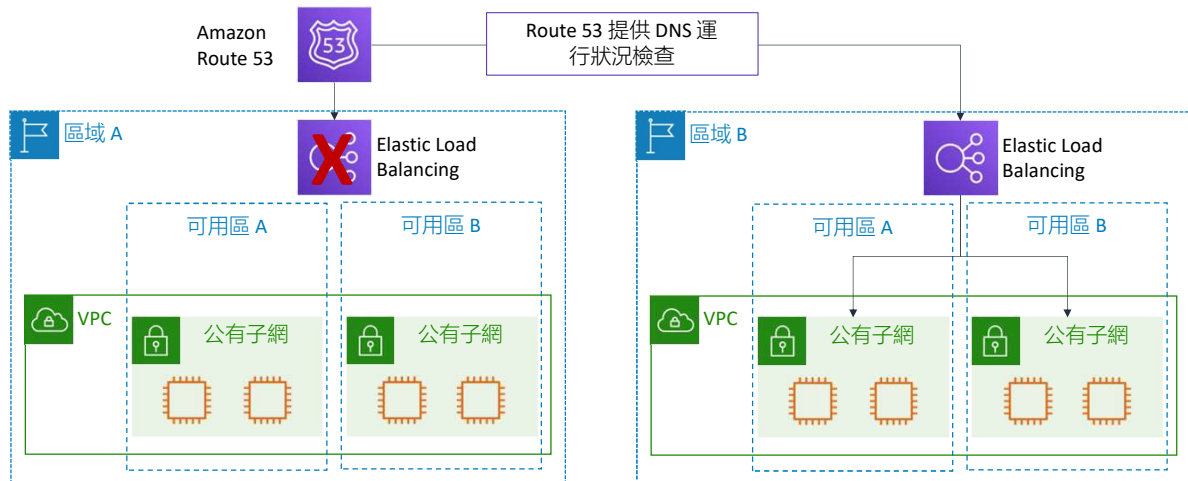 Amazon
Route 53
53
Route 53 提供 DNS 運
行狀況檢查
區域 A
X
Elastic Load
Balancing
可用區 A
可用區 B
VPC
公有子網
公有子網
區域 B
Elastic Load
Balancing
可用區 A
可用區 B
VPC
公有子網
公有子網